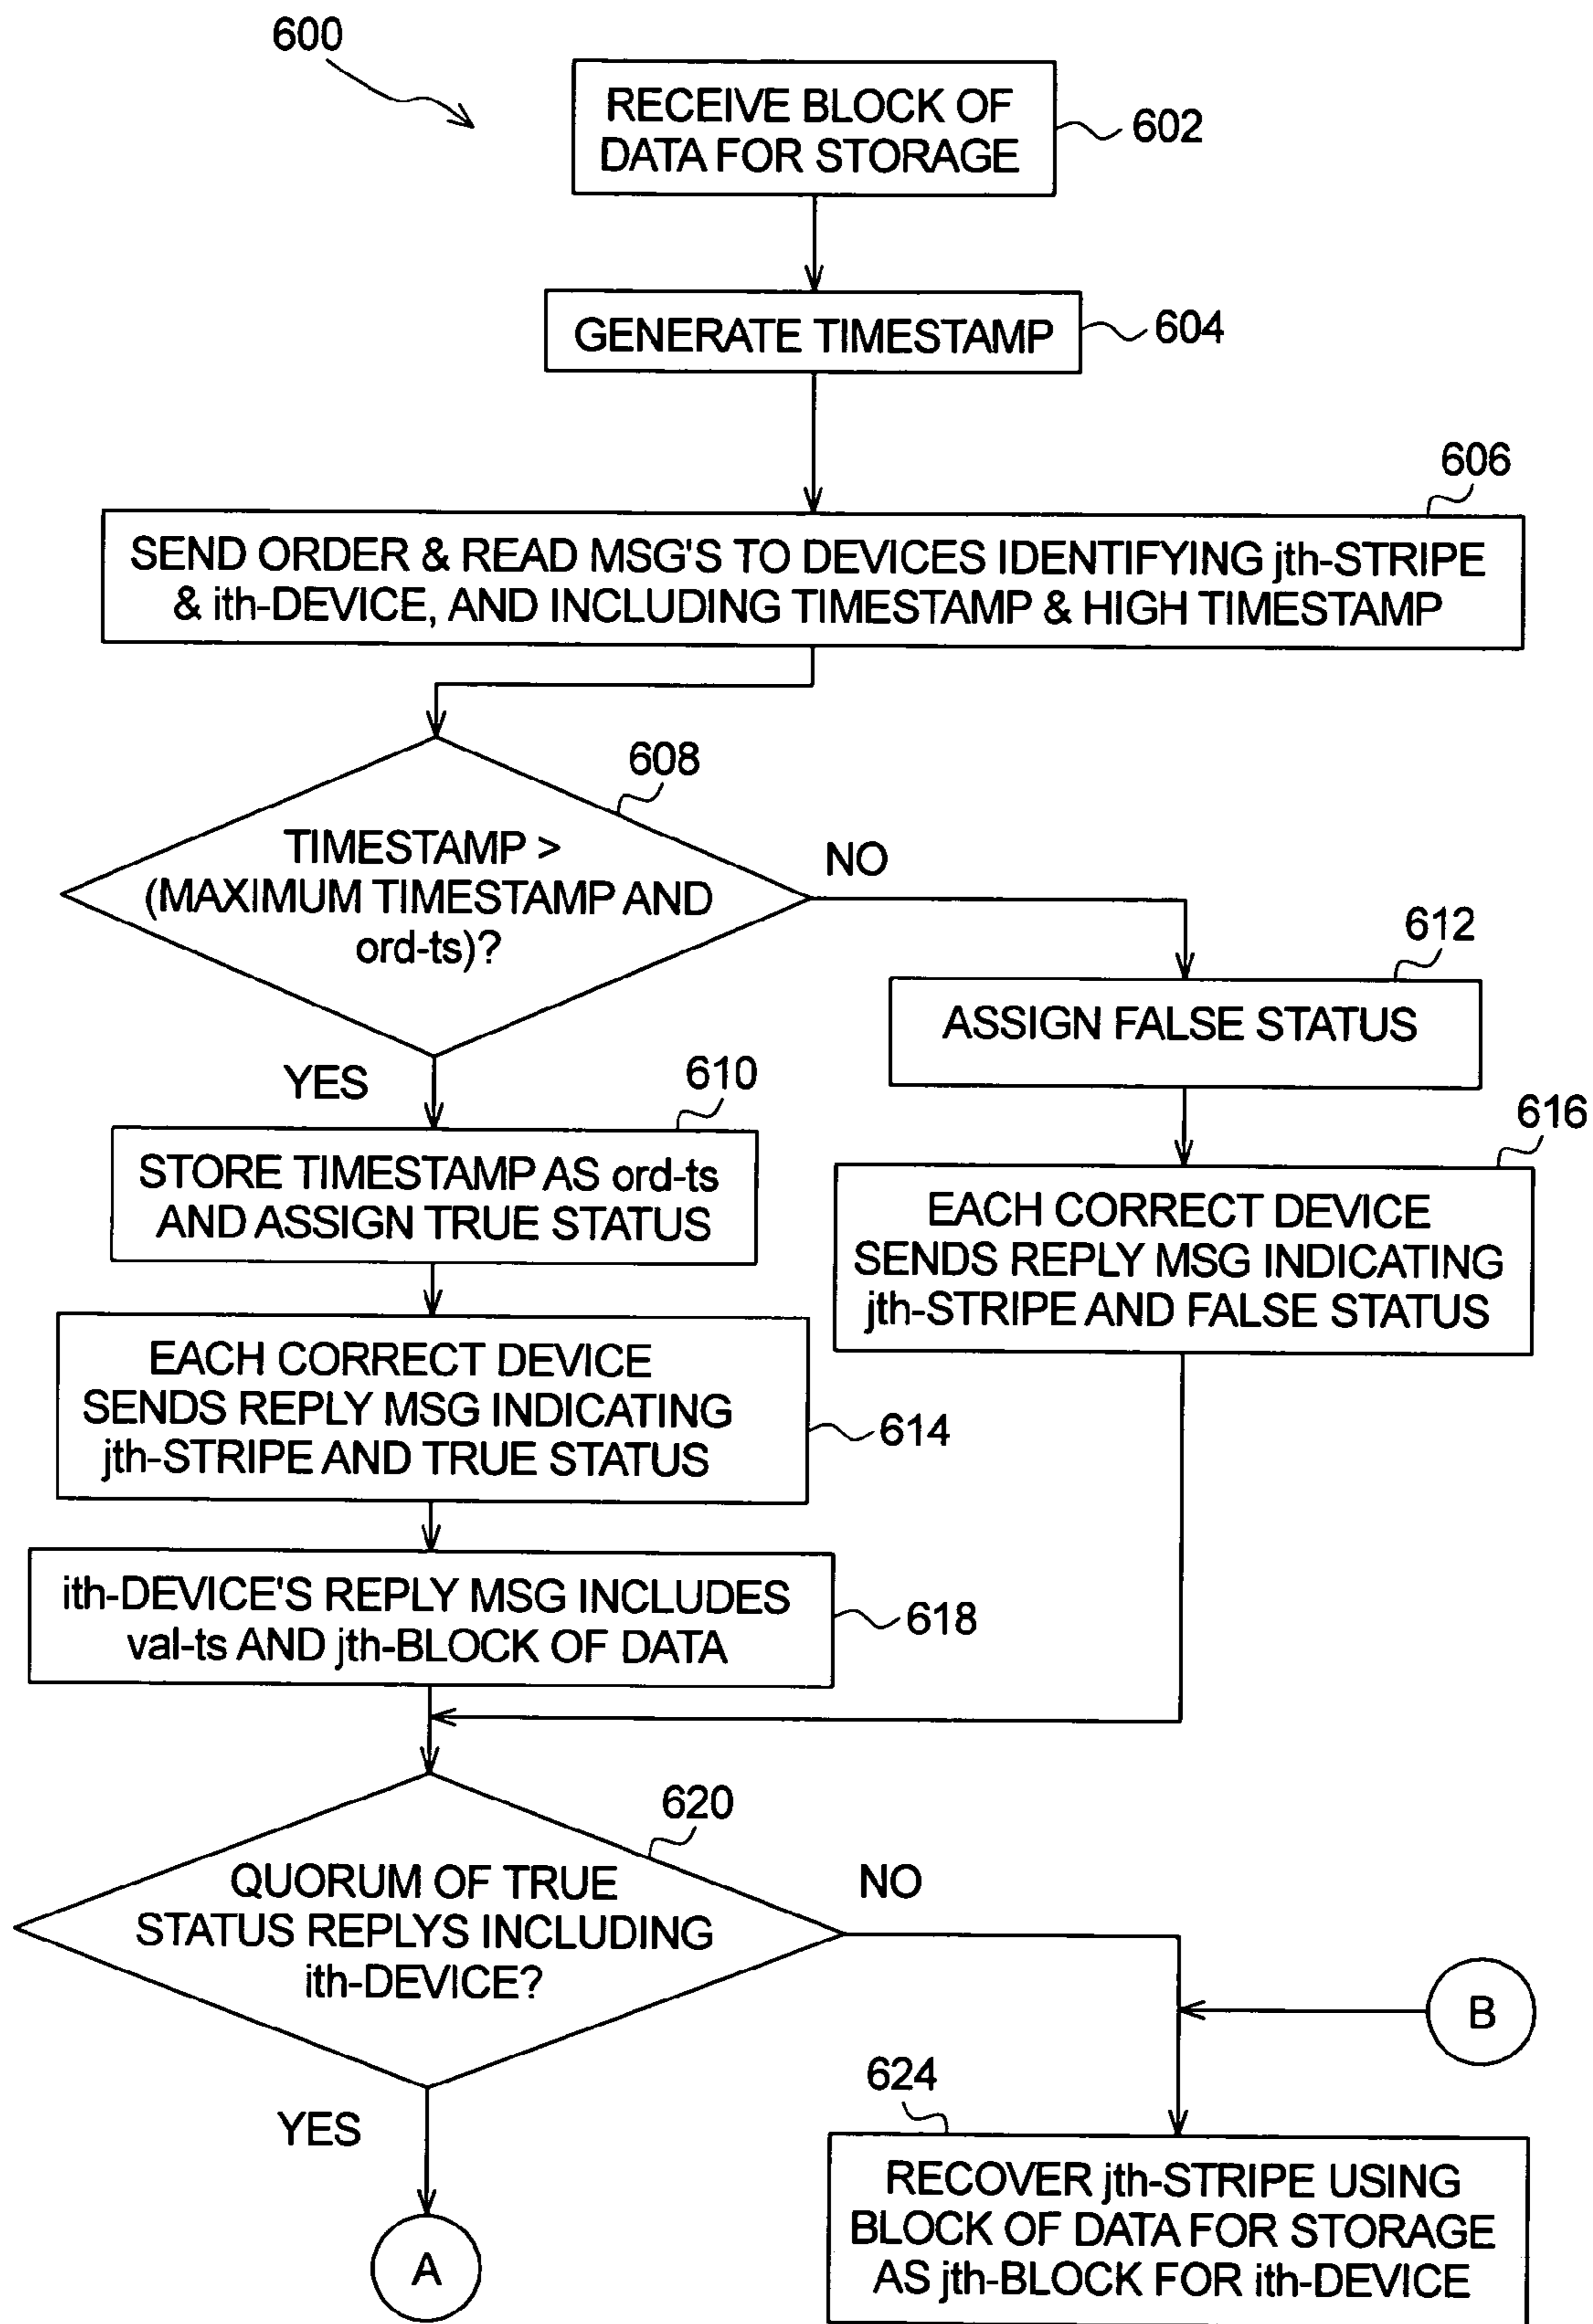 600
RECEIVE BLOCK OF
DATA FOR STORAGE
602
GENERATE TIMESTAMP
604
606
SEND ORDER & READ MSG'S TO DEVICES IDENTIFYING jth-STRIPE
& ith-DEVICE, AND INCLUDING TIMESTAMP & HIGH TIMESTAMP
608
TIMESTAMP >
(MAXIMUM TIMESTAMP AND
ord-ts)?
NO
YES
612
ASSIGN FALSE STATUS
610
STORE TIMESTAMP AS ord-ts
AND ASSIGN TRUE STATUS
616
EACH CORRECT DEVICE
SENDS REPLY MSG INDICATING
jth-STRIPE AND FALSE STATUS
EACH CORRECT DEVICE
SENDS REPLY MSG INDICATING
jth-STRIPE AND TRUE STATUS
614
ith-DEVICE'S REPLY MSG INCLUDES
val-ts AND jth-BLOCK OF DATA
618
620
QUORUM OF TRUE
STATUS REPLYS INCLUDING
ith-DEVICE?
NO
B
YES
A
624
RECOVER jth-STRIPE USING
BLOCK OF DATA FOR STORAGE
AS jth-BLOCK FOR ith-DEVICE